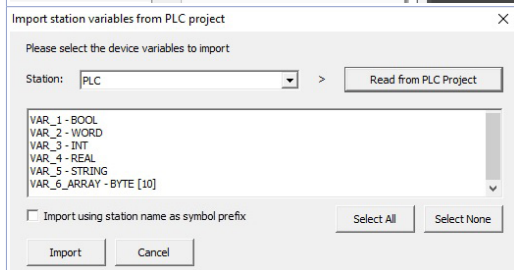 Import station variables from PLC project
Please select the device variables to import
Station: PLC > Read from PLC Project
VAR_1 - BOOL
VAR_2 - WORD
VAR_3 - INT
VAR_4 - REAL
VAR_5 - STRING
VAR_6_ARRAY - BYTE [10]
Import using station name as symbol prefix Select All Select None
Import Cancel